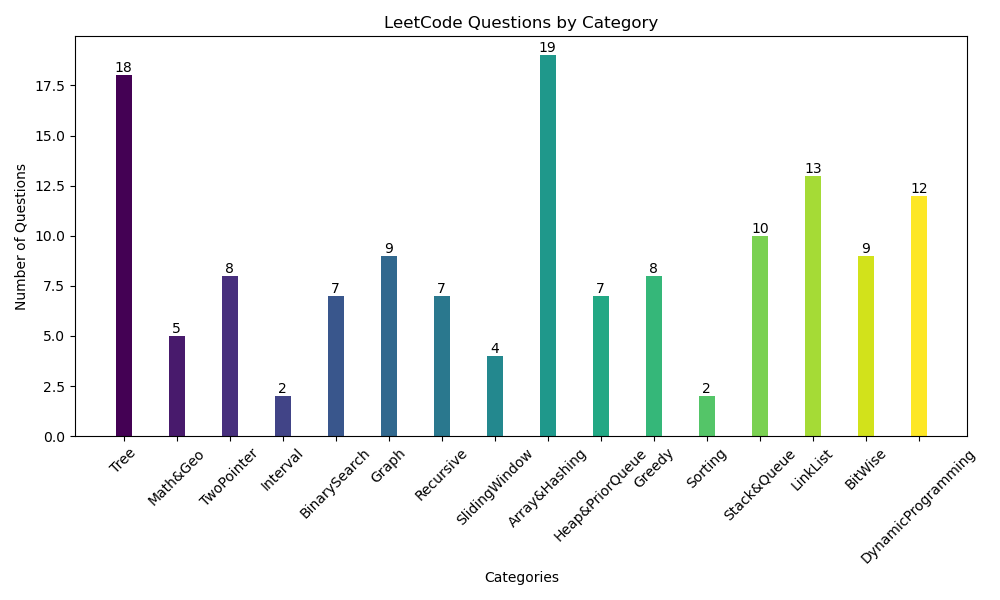 LeetCode Questions by Category
Number of Questions
17.5
15.0
12.5
10.0
7.5
5.0
2.5
0.0
18
5
8
2
7
9
7
4
19
7
8
2
10
13
9
12
Tree
Math&Geo
TwoPointer
Interval
BinarySearch
Graph
Recursive
SlidingWindow
Array&Hashing
Heap&PriorQueue
Greedy
Sorting
Stack&Queue
LinkList
BitWise
DynamicProgramming
Categories